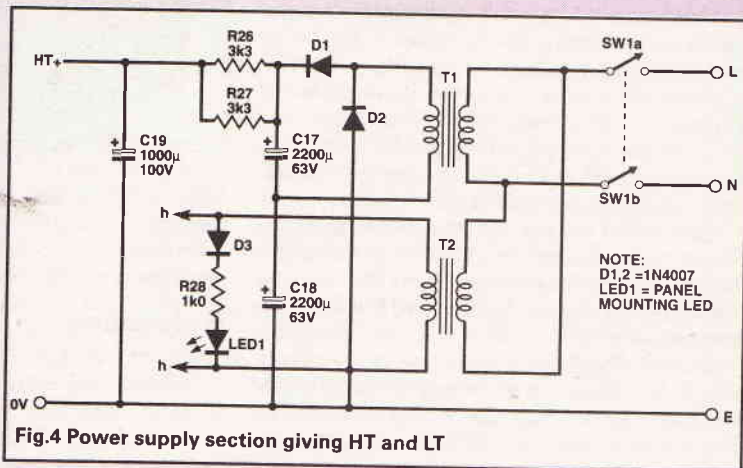 R26
3k3
D1
T1
SW1a
HT+
L
R27
3k3
D2
+
C19
1000μ
100V
+
C17
2200μ
63V
N
SW1b
h
T2
D3
NOTE:
D1,2 =1N4007
LED1 = PANEL
MOUNTING LED
R28
1k0
+
C18
2200μ
63V
LED1
h
0V
E
Fig.4 Power supply section giving HT and LT